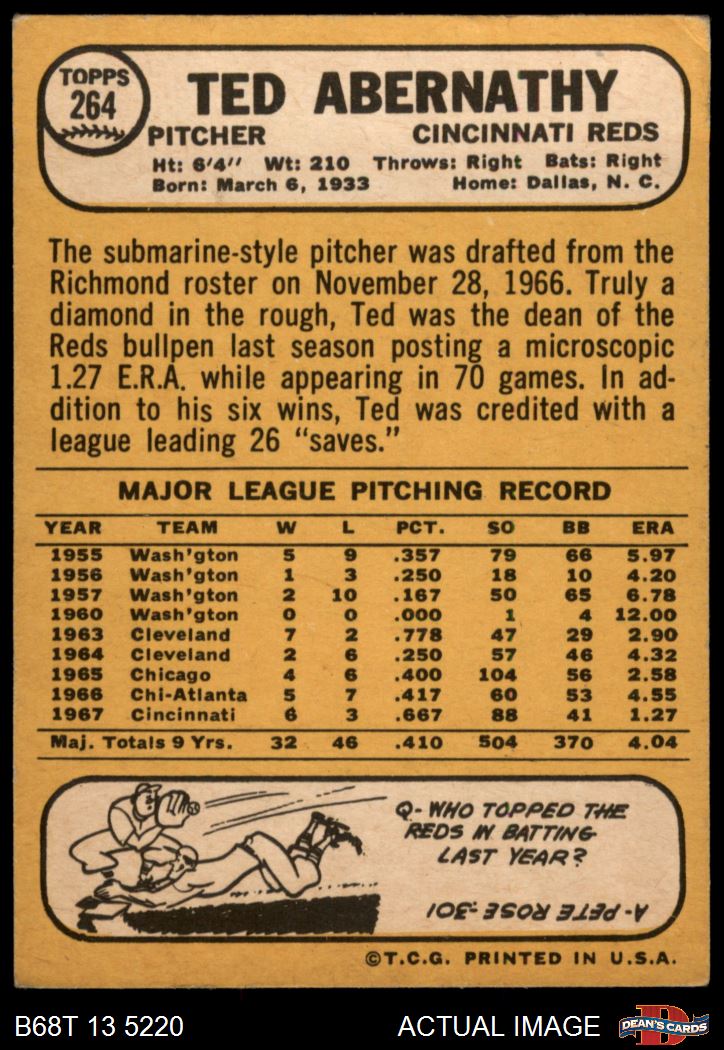 TOPPS
264
TED ABERNATHY
PITCHER CINCINNATI REDS
Ht: 6'4" Wt: 210 Throws: Right Bats: Right
Born: March 6, 1933 Home: Dallas, N. C.
The submarine-style pitcher was drafted from the
Richmond roster on November 28, 1966. Truly a
diamond in the rough, Ted was the dean of the
Reds bullpen last season posting a microscopic
1.27 E.R.A. while appearing in 70 games. In ad-
dition to his six wins, Ted was credited with a
league leading 26 "saves."
MAJOR LEAGUE PITCHING RECORD
YEAR TEAM W L PCT. SO BB ERA
1955 Wash'gton 5 9 .357 79 66 5.97
1956 Wash'gton 1 3 .250 18 10 4.20
1957 Wash'gton 2 10 .167 50 65 6.78
1960 Wash'gton 0 0 .000 1 4 12.00
1963 Cleveland 7 2 .778 47 29 2.90
1964 Cleveland 2 6 .250 57 46 4.32
1965 Chicago 4 6 .400 104 56 2.58
1966 Chi-Atlanta 5 7 .417 60 53 4.55
1967 Cincinnati 6 3 .667 88 41 1.27
Maj. Totals 9 Yrs. 32 46 .410 504 370 4.04
Q-WHO TOPPED THE
REDS IN BATTING
LAST YEAR?
A-PETE ROSE-.301
©T.C.G. PRINTED IN U.S.A.
B68T 13 5220 ACTUAL IMAGE
D
DEAN'S CARDS